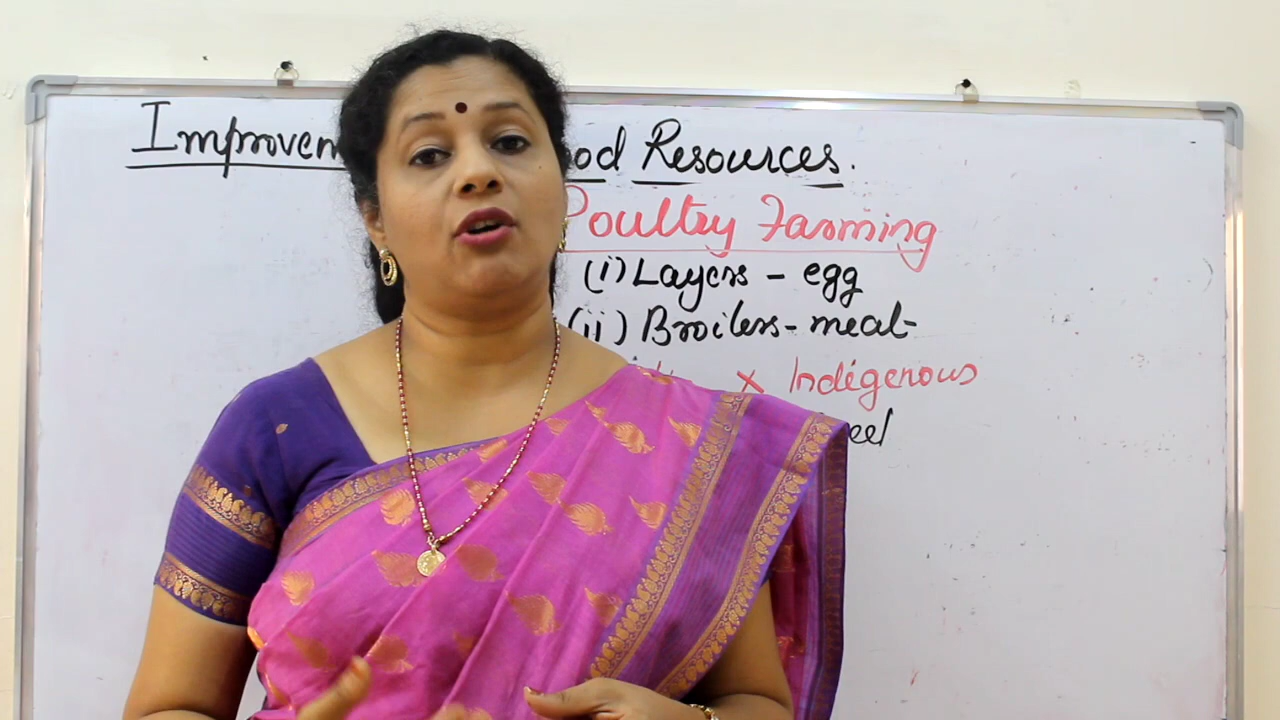 Improvem ood Resources.
Poultry Farming
(i) Layers - egg
(ii) Broilers - meat
x Indigenous
eel